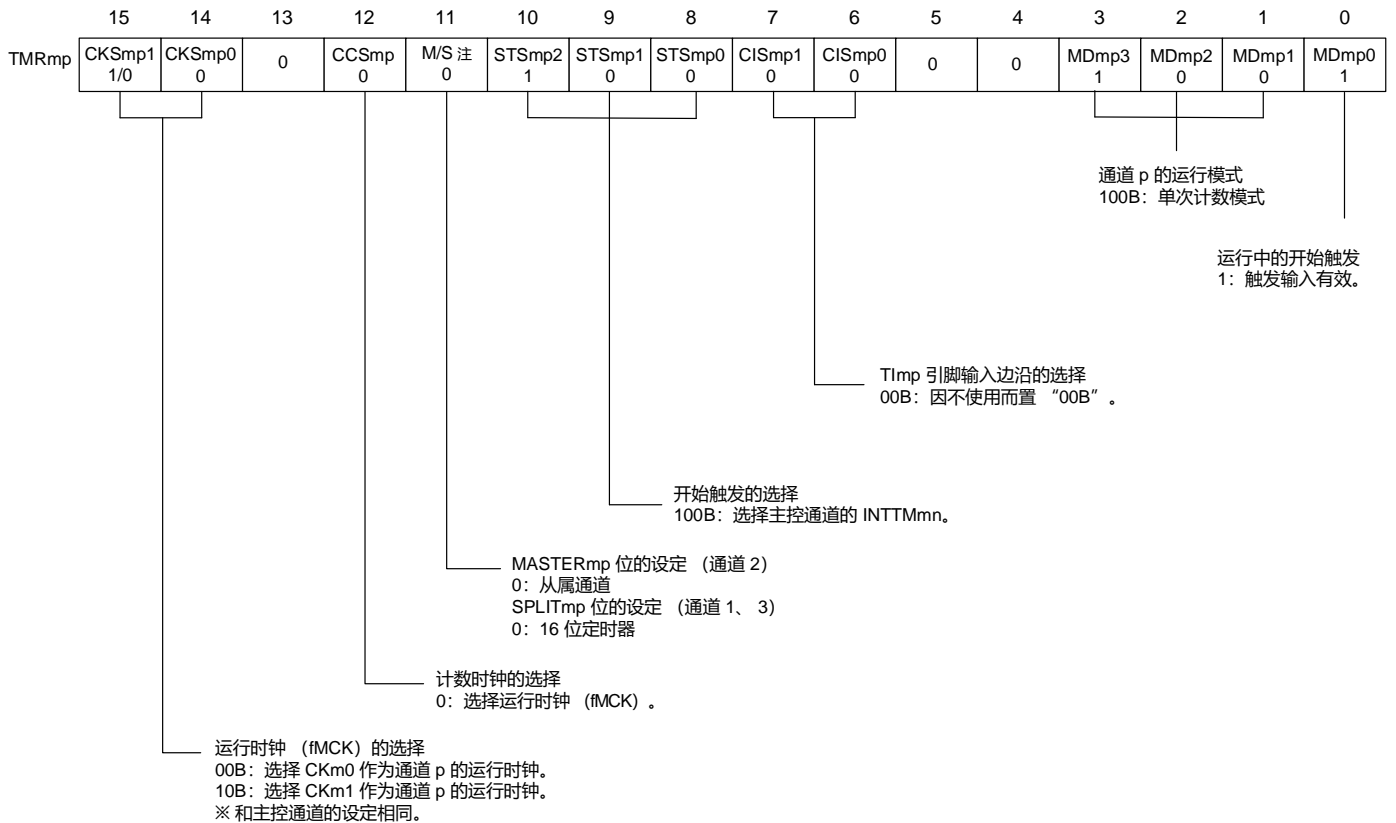 15 14 13 12 11 10 9 8 7 6 5 4 3 2 1 0
TMRmp CKSmp1 CKSmp0 0 CCSmp M/S 注 STSmp2 STSmp1 STSmp0 CISmp1 CISmp0 0 0 MDmp3 MDmp2 MDmp1 MDmp0
1/0 0 0 0 1 0 0 0 0 1 0 0 1
通道 p 的运行模式
100B：单次计数模式
运行中的开始触发
1：触发输入有效。
TImp 引脚输入边沿的选择
00B：因不使用而置 “00B”。
开始触发的选择
100B：选择主控通道的 INTTMmn。
MASTERmp 位的设定 （通道 2）
0：从属通道
SPLITmp 位的设定 （通道 1、 3）
0：16 位定时器
计数时钟的选择
0：选择运行时钟 （fMCK）。
运行时钟 （fMCK）的选择
00B：选择 CKm0 作为通道 p 的运行时钟。
10B：选择 CKm1 作为通道 p 的运行时钟。
※ 和主控通道的设定相同。